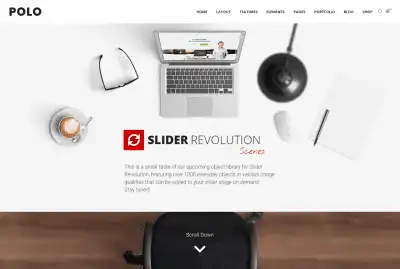 POLO
HOME LAYOUT FEATURES ELEMENTS PAGES PORTFOLIO BLOG SHOP
SLIDER REVOLUTION
Scenes
This is a small taste of our upcoming object library for Slider
Revolution, featuring over 1000 everyday objects in various image
qualities that can be added to your slider stage on demand.
Stay tuned!
Scroll Down